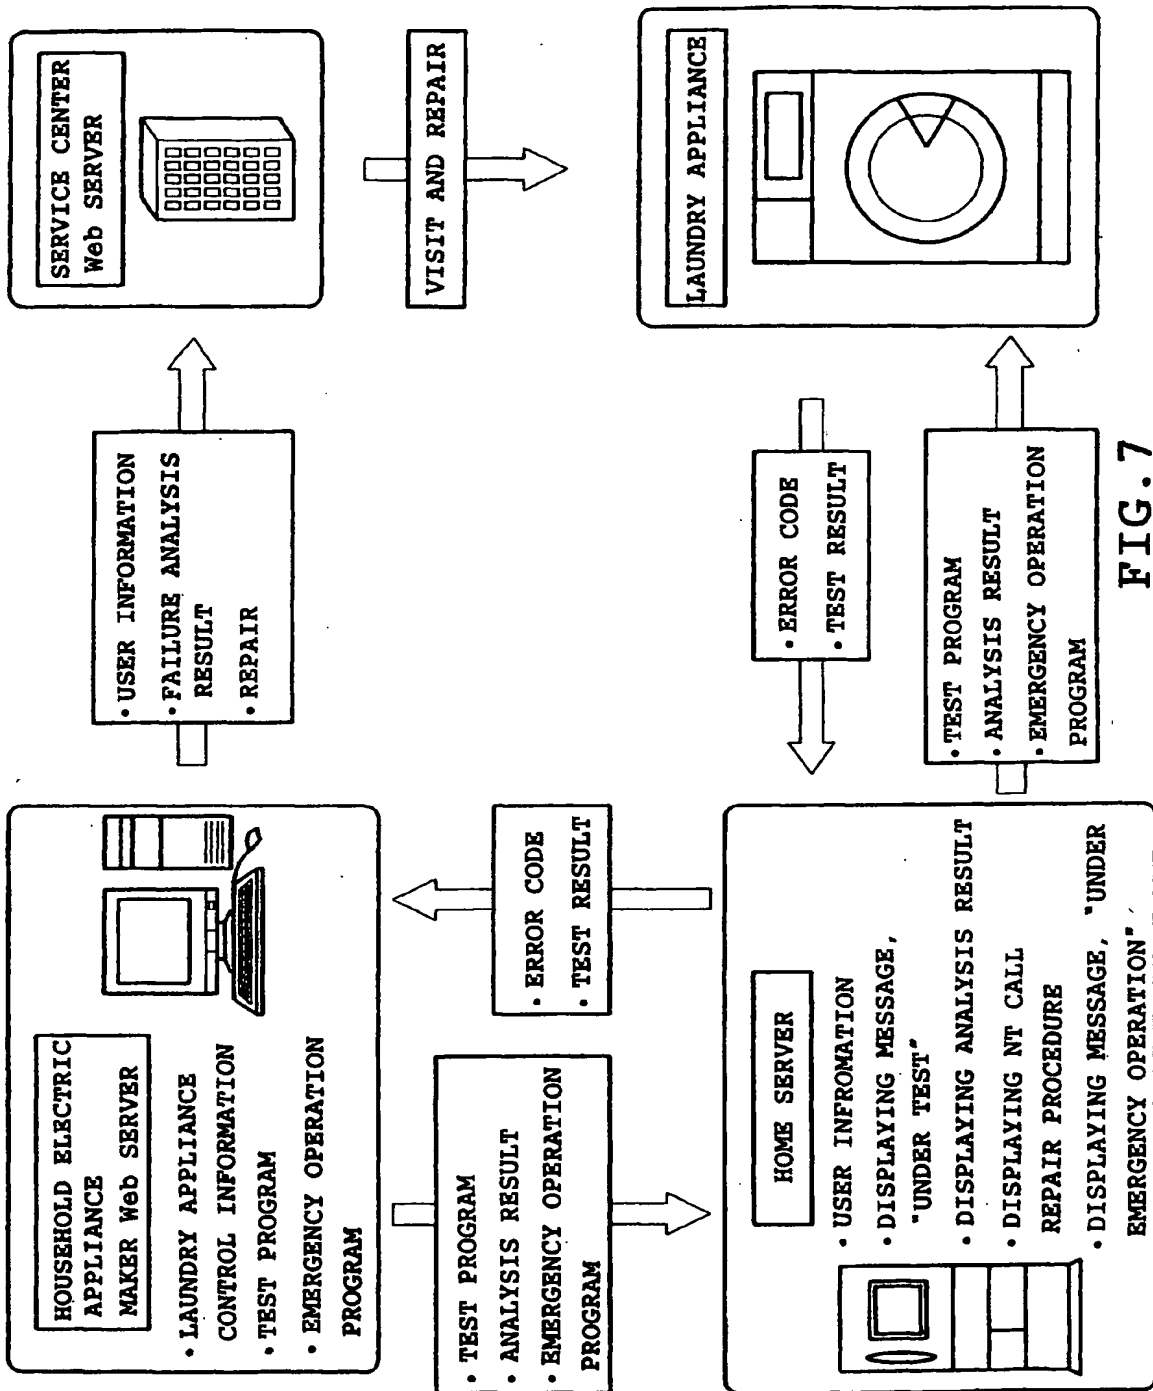 HOUSEHOLD ELECTRIC
APPLIANCE
MAKER Web SERVER
• LAUNDRY APPLIANCE
CONTROL INFORMATION
• TEST PROGRAM
• EMERGENCY OPERATION
PROGRAM
• USER INFORMATION
• FAILURE ANALYSIS
RESULT
• REPAIR
SERVICE CENTER
Web SERVER
• TEST PROGRAM
• ANALYSIS RESULT
• EMERGENCY OPERATION
PROGRAM
• ERROR CODE
• TEST RESULT
VISIT AND REPAIR
HOME SERVER
• USER INFROMATION
• DISPLAYING MESSAGE,
"UNDER TEST"
• DISPLAYING ANALYSIS RESULT
• DISPLAYING NT CALL
REPAIR PROCEDURE
• DISPLAYING MESSAGE, "UNDER
EMERGENCY OPERATION"
• ERROR CODE
• TEST RESULT
• TEST PROGRAM
• ANALYSIS RESULT
• EMERGENCY OPERATION
PROGRAM
LAUNDRY APPLIANCE
FIG.7